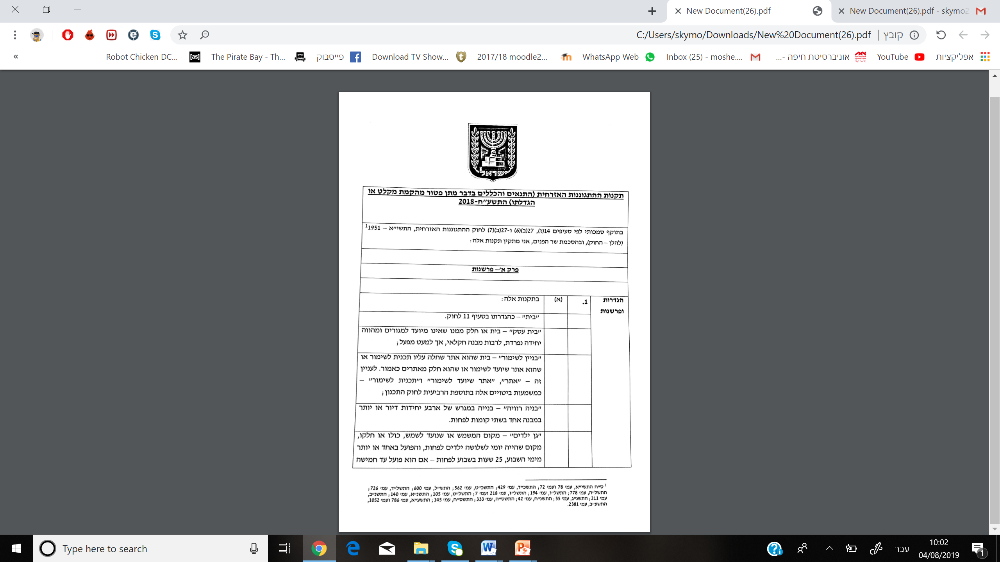 New Document(26).pdf
New Document(26).pdf - skymo2
C:/Users/skymo/Downloads/New%20Document(26).pdf | קובץ
אפליקציות
YouTube
אוניברסיטת חיפה -...
Inbox (25) - moshe....
WhatsApp Web
2017/18 moodle2...
Download TV Show...
פייסבוק
The Pirate Bay - Th...
[as] Robot Chicken DC...
«
ישראל
תקנות ההתגוננות האזרחית (התנאים והכללים בדבר מתן פטור מהקמת מקלט או
הגדלתו) התשע"ח-2018
בתוקף סמכותי לפי סעיפים 14(ז), 27(ב)(6) ו-27(ב)(7) לחוק ההתגוננות האזרחית, התשי"א – 1951¹
(להלן – החוק), ובהסכמת שר הפנים, אני מתקין תקנות אלה:
פרק א'– פרשנות
הגדרות
ופרשנות
1. (א) בתקנות אלה:
"בית" – כהגדרתו בסעיף 11 לחוק.
"בית עסק" – בית או חלק ממנו שאינו מיועד למגורים ומהווה
יחידה נפרדת, לרבות מבנה חקלאי, אך למעט מפעל;
"בניין לשימור" – בית שהוא אתר שחלה עליו תכנית לשימור או
שהוא אתר שיועד לשימור או שהוא חלק מאתרים כאמור. לעניין
זה – "אתר", "אתר שיועד לשימור" ו"תכנית לשימור" –
כמשמעות ביטויים אלה בתוספת הרביעית לחוק התכנון;
"בניה רוויה" – בנייה במגרש של ארבע יחידות דיור או יותר
במבנה אחד בשתי קומות לפחות.
"גן ילדים" – מקום המשמש או שנועד לשמש, כולו או חלקו,
מקום שהייה יומי לשלושה ילדים לפחות, והפועל באחד או יותר
מימי השבוע, 25 שעות בשבוע לפחות – אם הוא פועל עד חמישה
¹ ס"ח התשי"א, עמ' 78 ועמ' 72; התשכ"ד, עמ' 429; התשכ"ט, עמ' 562; התש"ל, עמ' 600; התשל"ד, עמ' 726;
התשל"ה, עמ' 778; התשל"ו, עמ' 194; התשל"ז, עמ' 218 ועמ' 7; התשל"ט, עמ' 105; התשנ"א, עמ' 140; התשנ"ב,
עמ' 211; התשנ"ג, עמ' 55; התשנ"ח, עמ' 42; התשס"ה, עמ' 333; התשס"ח, עמ' 145; התשע"א, עמ' 786 ועמ' 1052,
התשע"ב, עמ' 2381.
Type here to search
עבר
10:02
04/08/2019
1